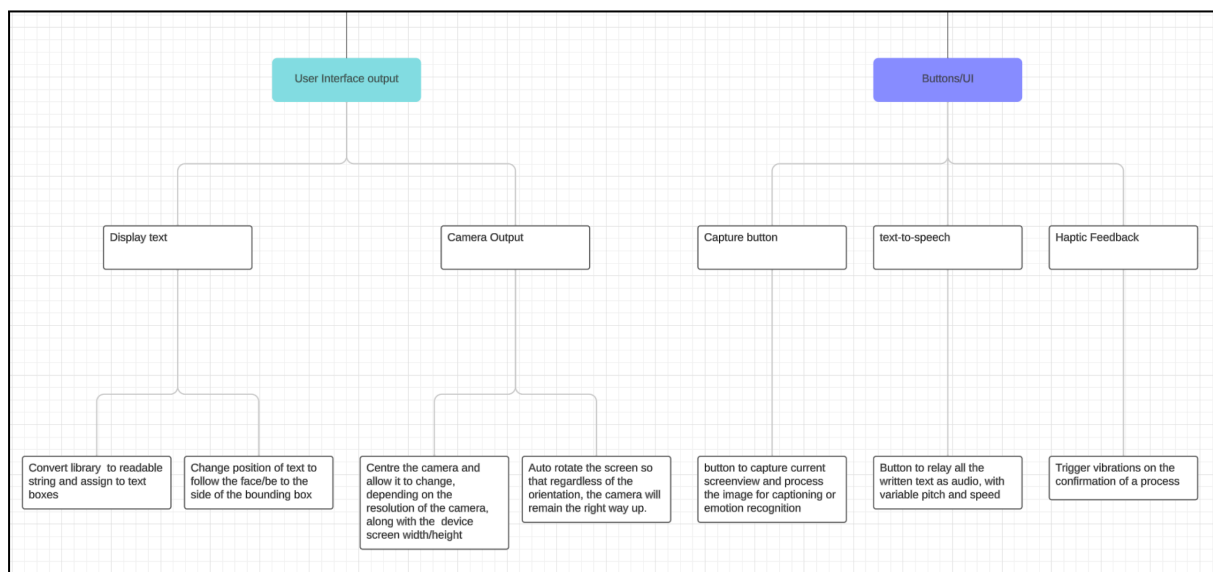 User Interface output
Buttons/UI
Display text
Camera Output
Capture button
text-to-speech
Haptic Feedback
Convert library  to readable
string and assign to text
boxes
Change position of text to
follow the face/be to the
side of the bounding box
Centre the camera and
allow it to change,
depending on the
resolution of the camera,
along with the  device
screen width/height
Auto rotate the screen so
that regardless of the
orientation, the camera will
remain the right way up.
button to capture current
screenview and process
the image for captioning or
emotion recognition
Button to relay all the
written text as audio, with
variable pitch and speed
Trigger vibrations on the
confirmation of a process